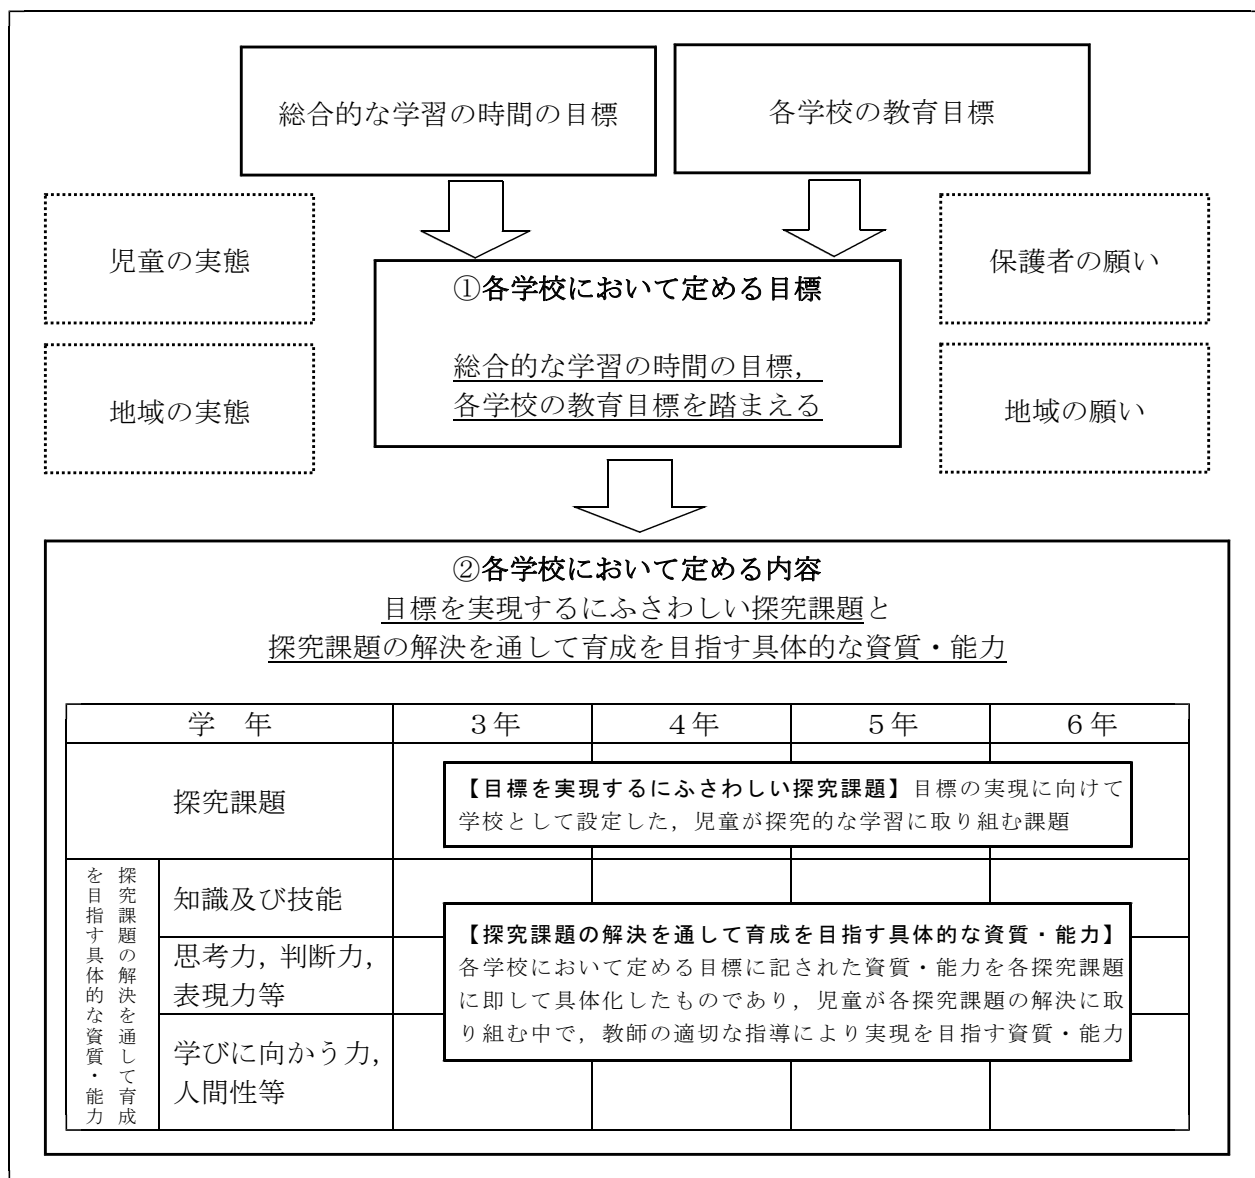 総合的な学習の時間の目標
各学校の教育目標
児童の実態
保護者の願い
①各学校において定める目標
総合的な学習の時間の目標，
各学校の教育目標を踏まえる
地域の実態
地域の願い
②各学校において定める内容
目標を実現するにふさわしい探究課題と
探究課題の解決を通して育成を目指す具体的な資質・能力
学　年
３年
４年
５年
６年
探究課題
【目標を実現するにふさわしい探究課題】目標の実現に向けて
学校として設定した，児童が探究的な学習に取り組む課題
探究課題の解決を通して育成
を目指す具体的な資質・能力
知識及び技能
思考力，判断力，
表現力等
学びに向かう力，
人間性等
【探究課題の解決を通して育成を目指す具体的な資質・能力】
各学校において定める目標に記された資質・能力を各探究課題
に即して具体化したものであり，児童が各探究課題の解決に取
り組む中で，教師の適切な指導により実現を目指す資質・能力